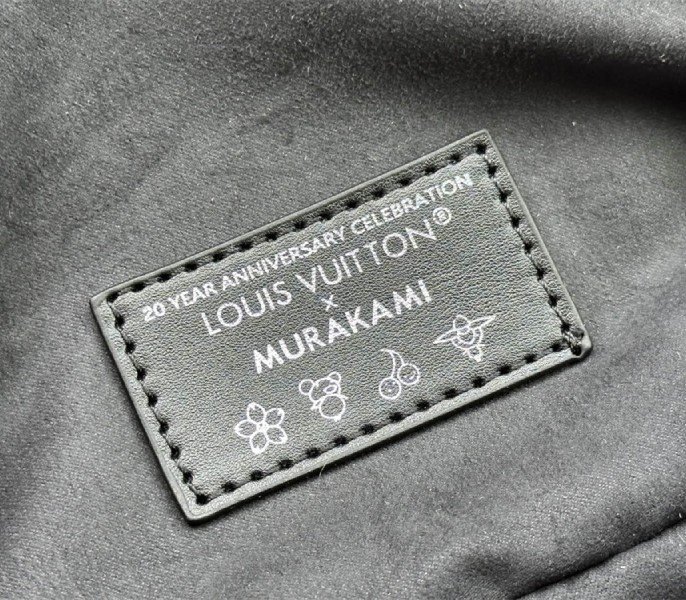 20 YEAR ANNIVERSARY CELEBRATION
LOUIS VUITTON®
x
MURAKAMI